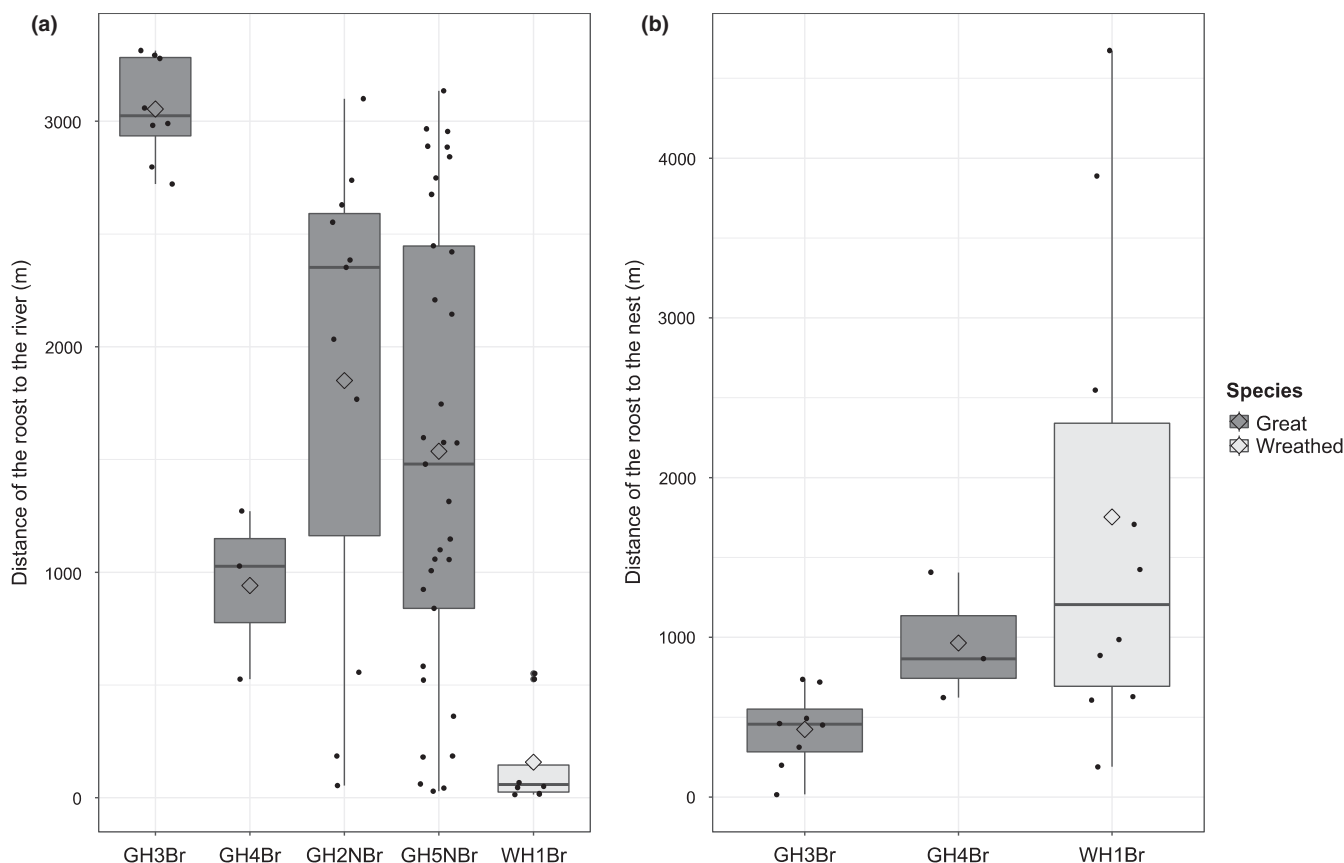 (a)
Distance of the roost to the river (m)
3000
2000
1000
0
GH3Br GH4Br GH2NBr GH5NBr WH1Br
(b)
Distance of the roost to the nest (m)
4000
3000
2000
1000
0
GH3Br GH4Br WH1Br
Species
Great
Wreathed